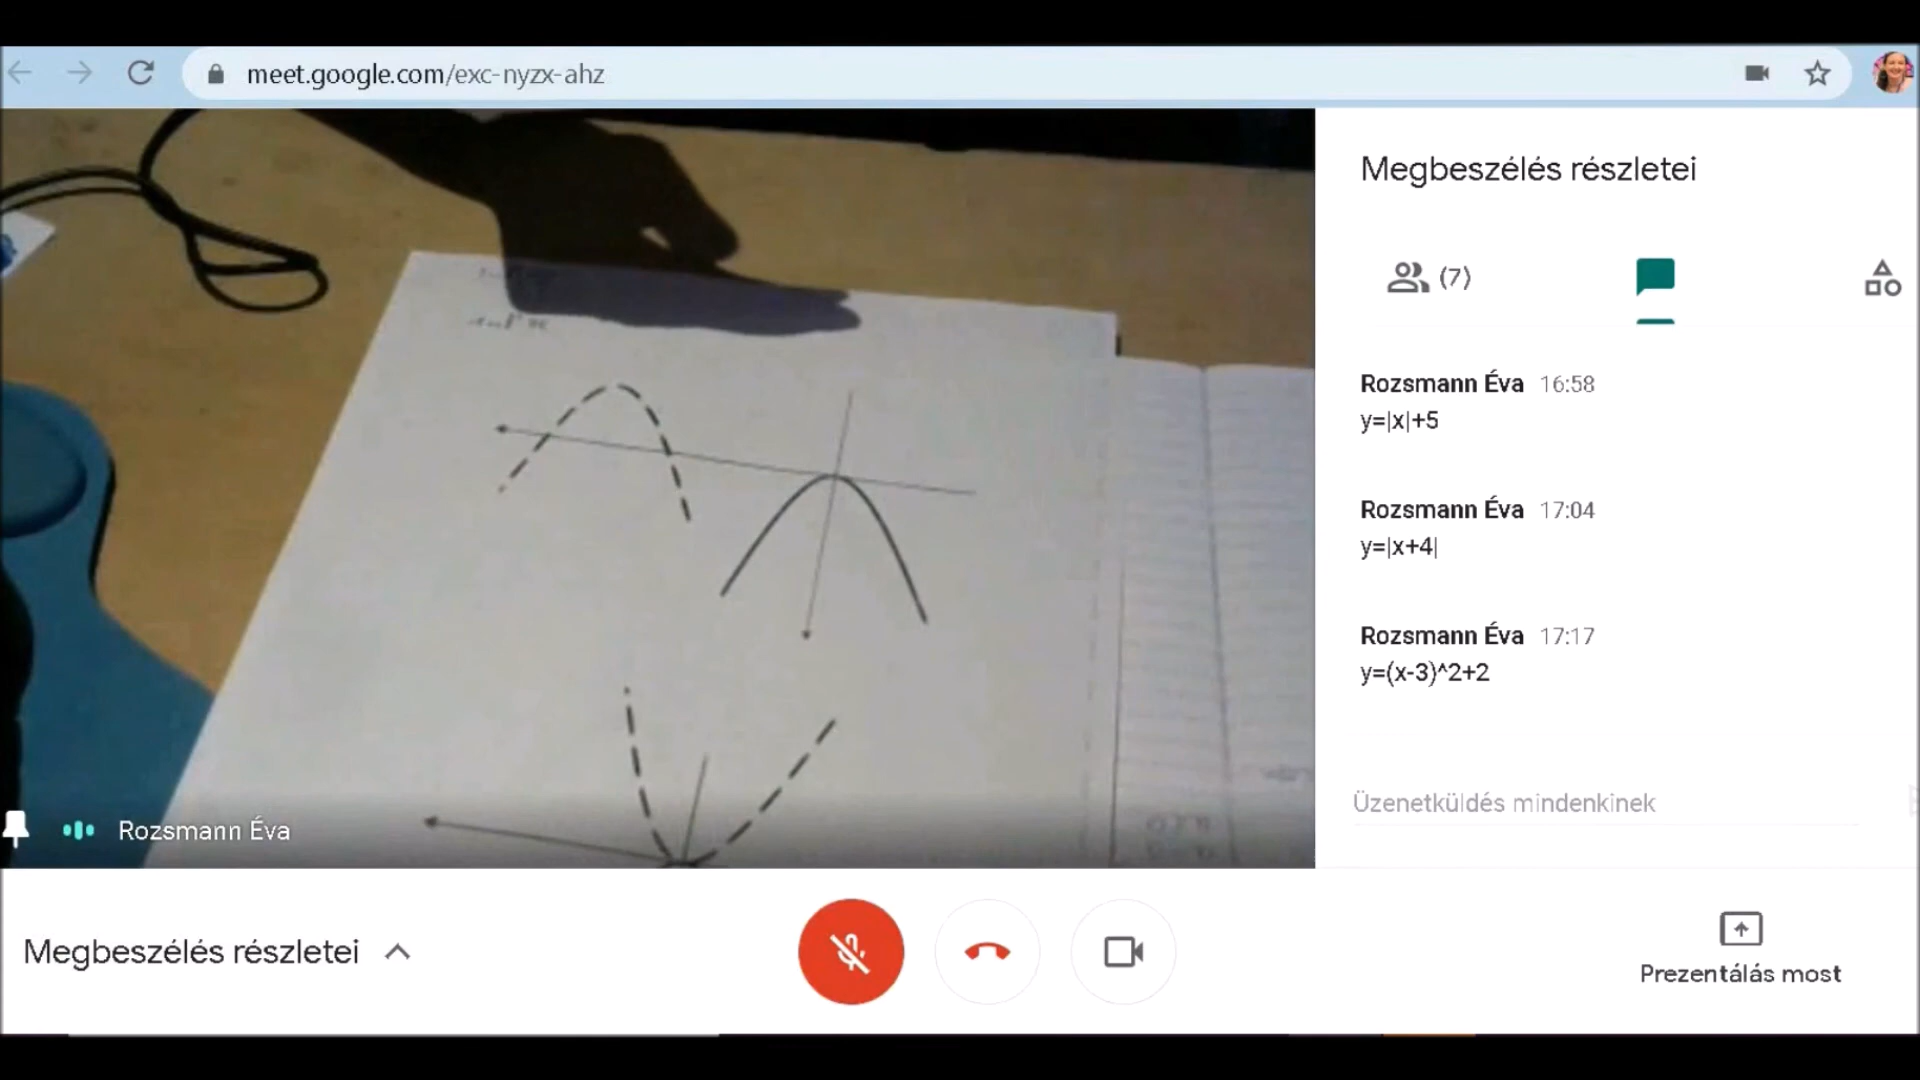 meet.google.com/exc-nyzx-ahz
Megbeszélés részletei
(7)
Rozsmann Éva 16:58
y=|x|+5
Rozsmann Éva 17:04
y=|x+4|
Rozsmann Éva 17:17
y=(x-3)^2+2
Üzenetküldés mindenkinek
Rozsmann Éva
Megbeszélés részletei
Prezentálás most